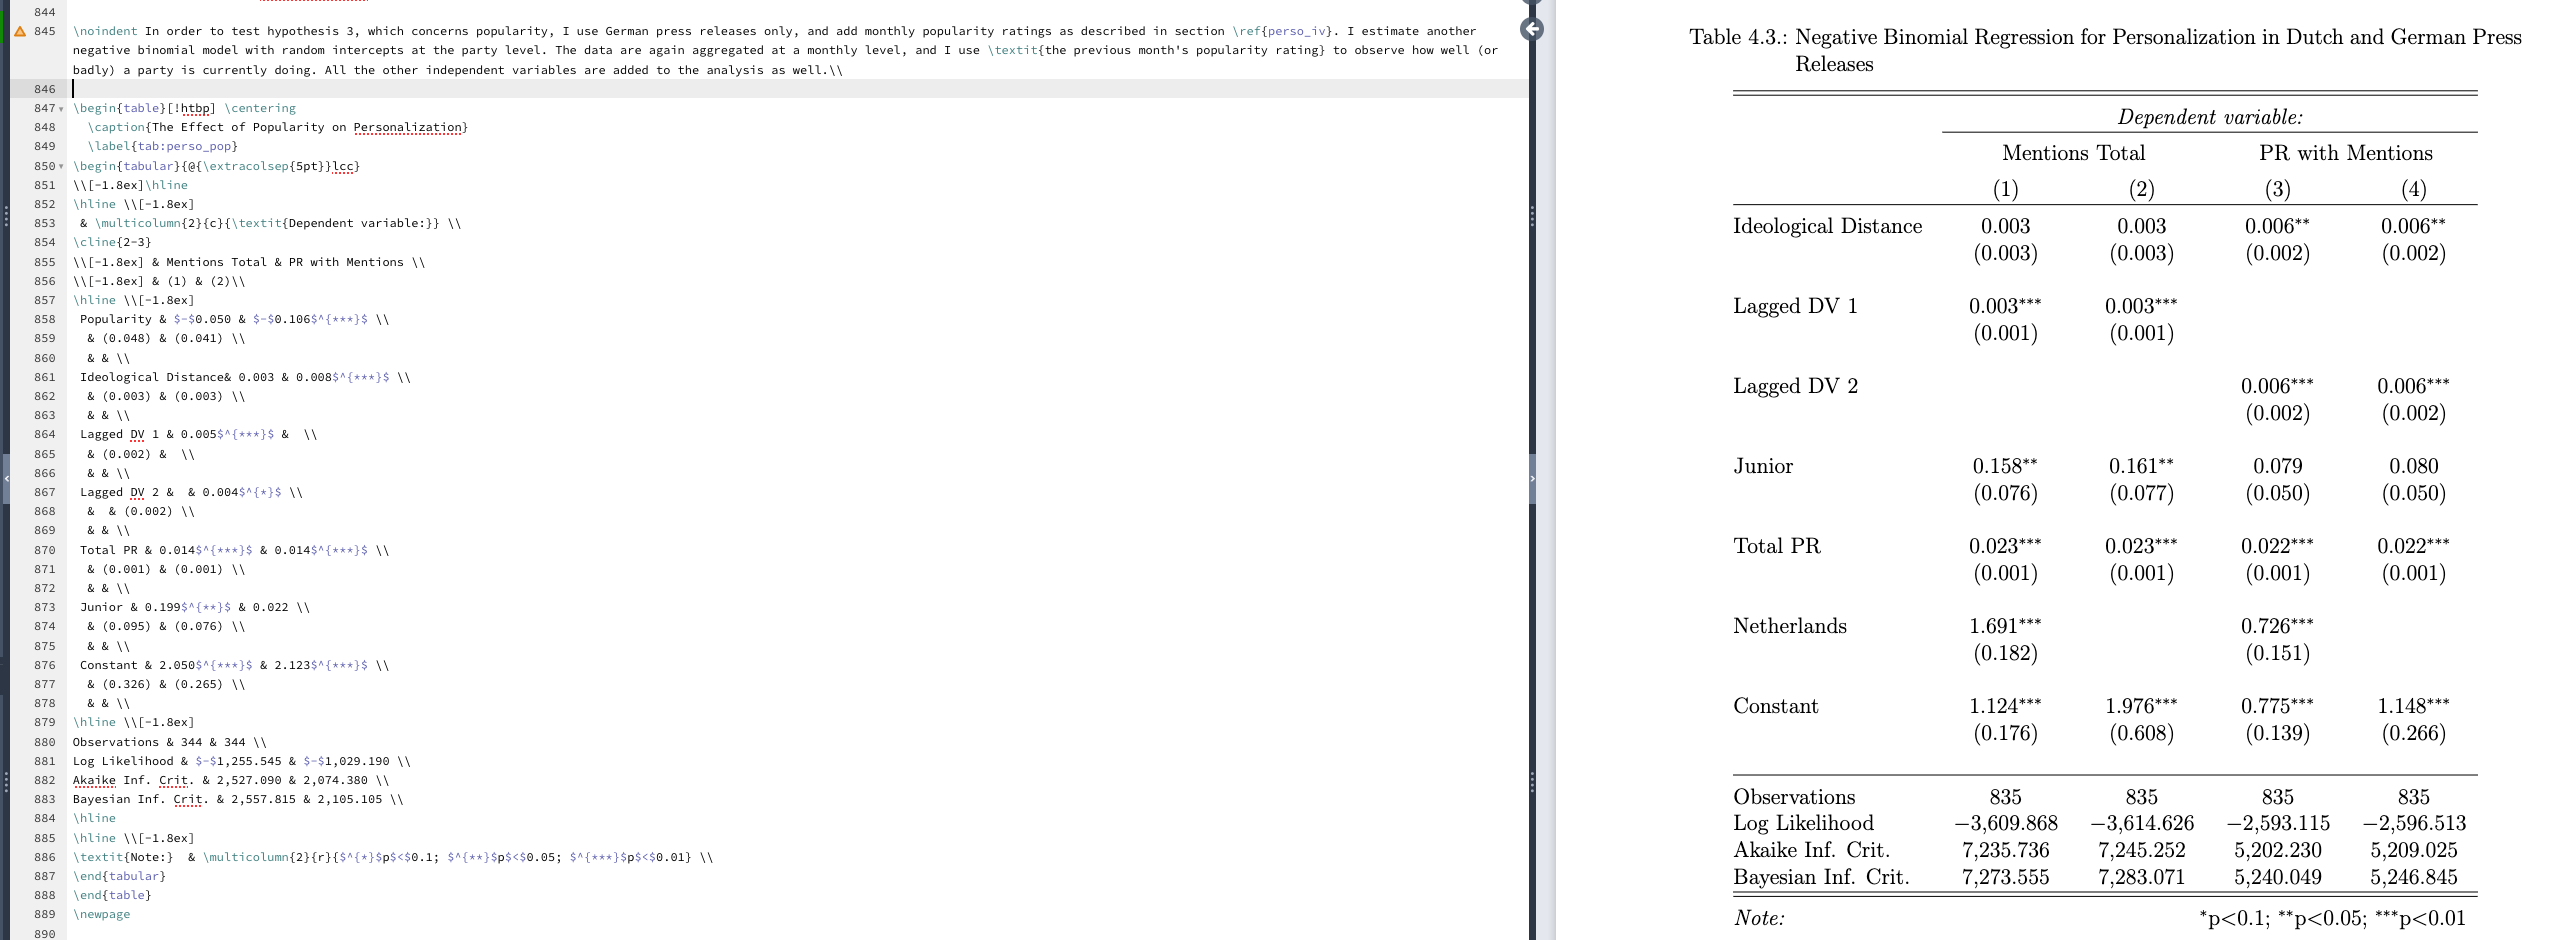 844
845 \noindent In order to test hypothesis 3, which concerns popularity, I use German press releases only, and add monthly popularity ratings as described in section \ref{perso_iv}. I estimate another
negative binomial model with random intercepts at the party level. The data are again aggregated at a monthly level, and I use \textit{the previous month's popularity rating} to observe how well (or
badly) a party is currently doing. All the other independent variables are added to the analysis as well.\\
846
847 \begin{table}[!htbp] \centering
848 \caption{The Effect of Popularity on Personalization}
849 \label{tab:perso_pop}
850 \begin{tabular}{@{\extracolsep{5pt}}lcc}
851 \\[-1.8ex]\hline
852 \hline \\[-1.8ex]
853 & \multicolumn{2}{c}{\textit{Dependent variable:}} \\
854 \cline{2-3}
855 \\[-1.8ex] & Mentions Total & PR with Mentions \\
856 \\[-1.8ex] & (1) & (2)\\
857 \hline \\[-1.8ex]
858 Popularity & $-$0.050 & $-$0.106$^{***}$ \\
859 & (0.048) & (0.041) \\
860 & & \\
861 Ideological Distance& 0.003 & 0.008$^{***}$ \\
862 & (0.003) & (0.003) \\
863 & & \\
864 Lagged DV 1 & 0.005$^{***}$ & \\
865 & (0.002) & \\
866 & & \\
867 Lagged DV 2 & & 0.004$^{*}$ \\
868 & & (0.002) \\
869 & & \\
870 Total PR & 0.014$^{***}$ & 0.014$^{***}$ \\
871 & (0.001) & (0.001) \\
872 & & \\
873 Junior & 0.199$^{**}$ & 0.022 \\
874 & (0.095) & (0.076) \\
875 & & \\
876 Constant & 2.050$^{***}$ & 2.123$^{***}$ \\
877 & (0.326) & (0.265) \\
878 & & \\
879 \hline \\[-1.8ex]
880 Observations & 344 & 344 \\
881 Log Likelihood & $-$1,255.545 & $-$1,029.190 \\
882 Akaike Inf. Crit. & 2,527.090 & 2,074.380 \\
883 Bayesian Inf. Crit. & 2,557.815 & 2,105.105 \\
884 \hline
885 \hline \\[-1.8ex]
886 \textit{Note:} & \multicolumn{2}{r}{$^{*}$p$<$0.1; $^{**}$p$<$0.05; $^{***}$p$<$0.01} \\
887 \end{tabular}
888 \end{table}
889 \newpage
890
Table 4.3.: Negative Binomial Regression for Personalization in Dutch and German Press
Releases
Dependent variable:
Mentions Total PR with Mentions
(1) (2) (3) (4)
Ideological Distance 0.003 0.003 0.006** 0.006**
(0.003) (0.003) (0.002) (0.002)
Lagged DV 1 0.003*** 0.003***
(0.001) (0.001)
Lagged DV 2 0.006*** 0.006***
(0.002) (0.002)
Junior 0.158** 0.161** 0.079 0.080
(0.076) (0.077) (0.050) (0.050)
Total PR 0.023*** 0.023*** 0.022*** 0.022***
(0.001) (0.001) (0.001) (0.001)
Netherlands 1.691*** 0.726***
(0.182) (0.151)
Constant 1.124*** 1.976*** 0.775*** 1.148***
(0.176) (0.608) (0.139) (0.266)
Observations 835 835 835 835
Log Likelihood −3,609.868 −3,614.626 −2,593.115 −2,596.513
Akaike Inf. Crit. 7,235.736 7,245.252 5,202.230 5,209.025
Bayesian Inf. Crit. 7,273.555 7,283.071 5,240.049 5,246.845
Note: *p<0.1; **p<0.05; ***p<0.01